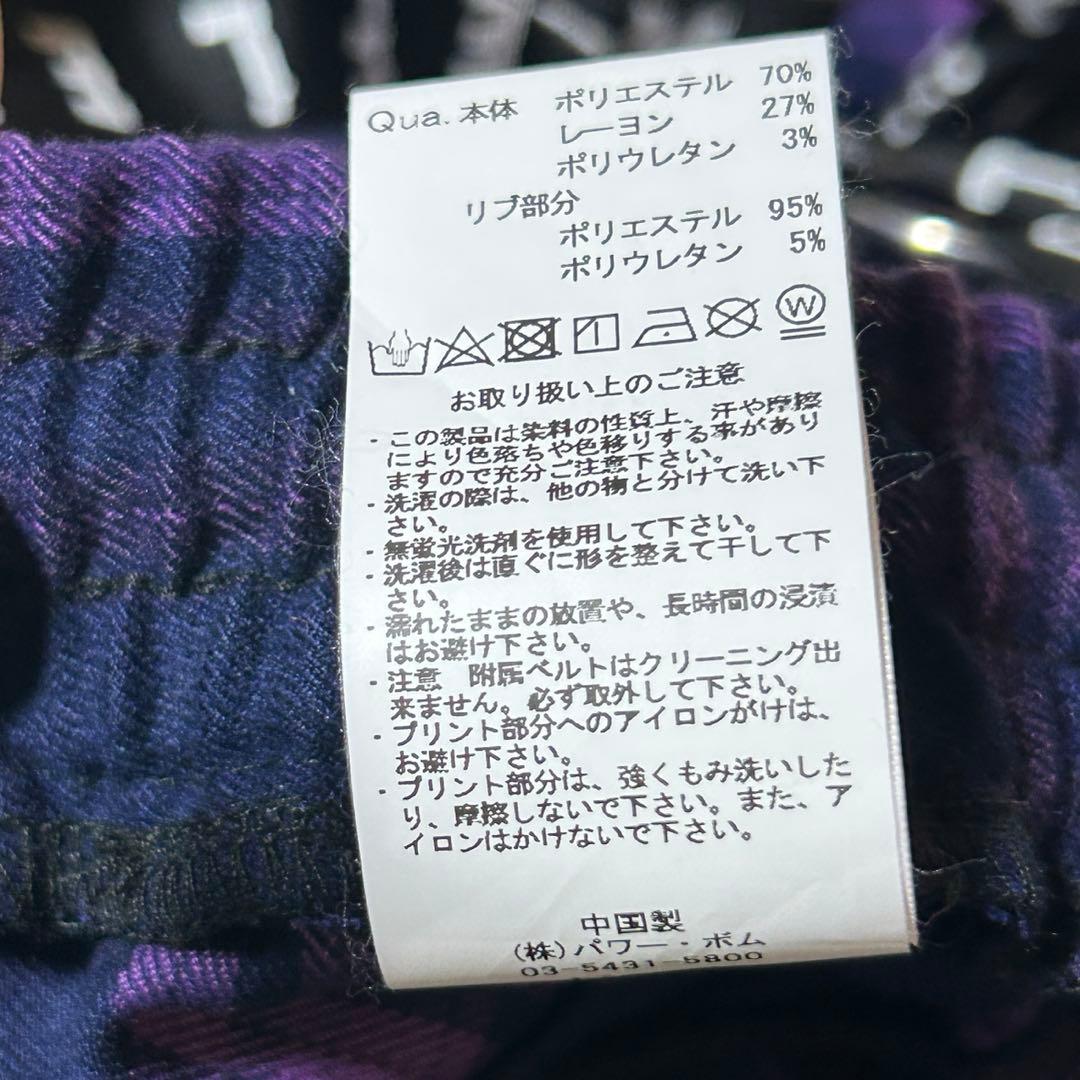 Qua. 本体 ポリエステル 70%
レーヨン 27%
ポリウレタン 3%
リブ部分
ポリエステル 95%
ポリウレタン 5%
W
お取り扱い上のご注意
・この製品は染料の性質上、汗や摩擦
により色落ちや色移りする事があり
ますので充分ご注意下さい。
・洗濯の際は、他の物と分けて洗い下
さい。
・無蛍光洗剤を使用して下さい。
・洗濯後は直ぐに形を整えて干して下
さい。
・濡れたままの放置や、長時間の浸漬
はお避け下さい。
・注意 附属ベルトはクリーニング出
来ません。必ず取外して下さい。
・プリント部分へのアイロンがけは、
お避け下さい。
・プリント部分は、強くもみ洗いした
り、摩擦しないで下さい。また、ア
イロンはかけないで下さい。
中国製
(株)パワー・ボム
03-5431-5800